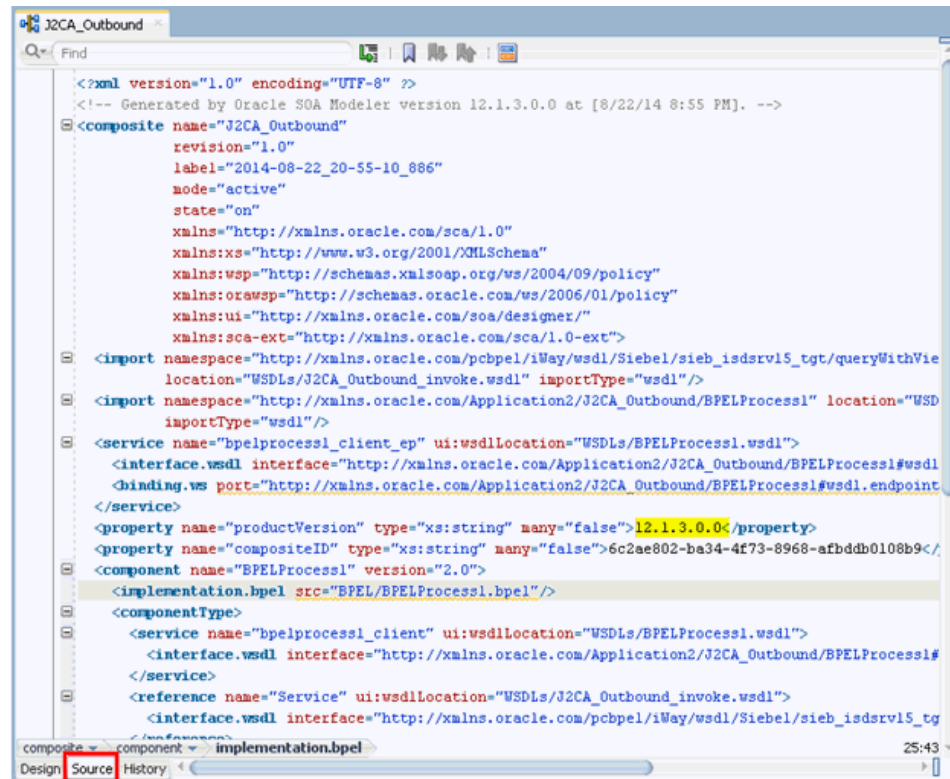 J2CA_Outbound
Find
<?xml version="1.0" encoding="UTF-8" ?>
<!-- Generated by Oracle SOA Modeler version 12.1.3.0.0 at [8/22/14 8:55 PM]. -->
<composite name="J2CA_Outbound"
revision="1.0"
label="2014-08-22_20-55-10_886"
mode="active"
state="on"
xmlns="http://xmlns.oracle.com/sca/1.0"
xmlns:xs="http://www.w3.org/2001/XMLSchema"
xmlns:wsp="http://schemas.xmlsoap.org/ws/2004/09/policy"
xmlns:orawsp="http://schemas.oracle.com/ws/2006/01/policy"
xmlns:ui="http://xmlns.oracle.com/soa/designer/"
xmlns:sca-ext="http://xmlns.oracle.com/sca/1.0-ext">
<import namespace="http://xmlns.oracle.com/pcbpel/iWay/wsdl/Siebel/sieb_isdsrv15_tgt/queryWithVie
location="WSDLs/J2CA_Outbound_invoke.wsdl" importType="wsdl"/>
<import namespace="http://xmlns.oracle.com/Application2/J2CA_Outbound/BPELProcess1" location="WSD
importType="wsdl"/>
<service name="bpelprocess1_client_ep" ui:wsdlLocation="WSDLs/BPELProcess1.wsdl">
<interface.wsdl interface="http://xmlns.oracle.com/Application2/J2CA_Outbound/BPELProcess1#wsdl
<binding.ws port="http://xmlns.oracle.com/Application2/J2CA_Outbound/BPELProcess1#wsdl.endpoint
</service>
<property name="productVersion" type="xs:string" many="false">12.1.3.0.0</property>
<property name="compositeID" type="xs:string" many="false">6c2ae802-ba34-4f73-8968-afbddb0108b9</
<component name="BPELProcess1" version="2.0">
<implementation.bpel src="BPEL/BPELProcess1.bpel"/>
<componentType>
<service name="bpelprocess1_client" ui:wsdlLocation="WSDLs/BPELProcess1.wsdl">
<interface.wsdl interface="http://xmlns.oracle.com/Application2/J2CA_Outbound/BPELProcess1#
</service>
<reference name="Service" ui:wsdlLocation="WSDLs/J2CA_Outbound_invoke.wsdl">
<interface.wsdl interface="http://xmlns.oracle.com/pcbpel/iWay/wsdl/Siebel/sieb_isdsrv15_tg
</reference>
composite component implementation.bpel 25:43
Design Source History